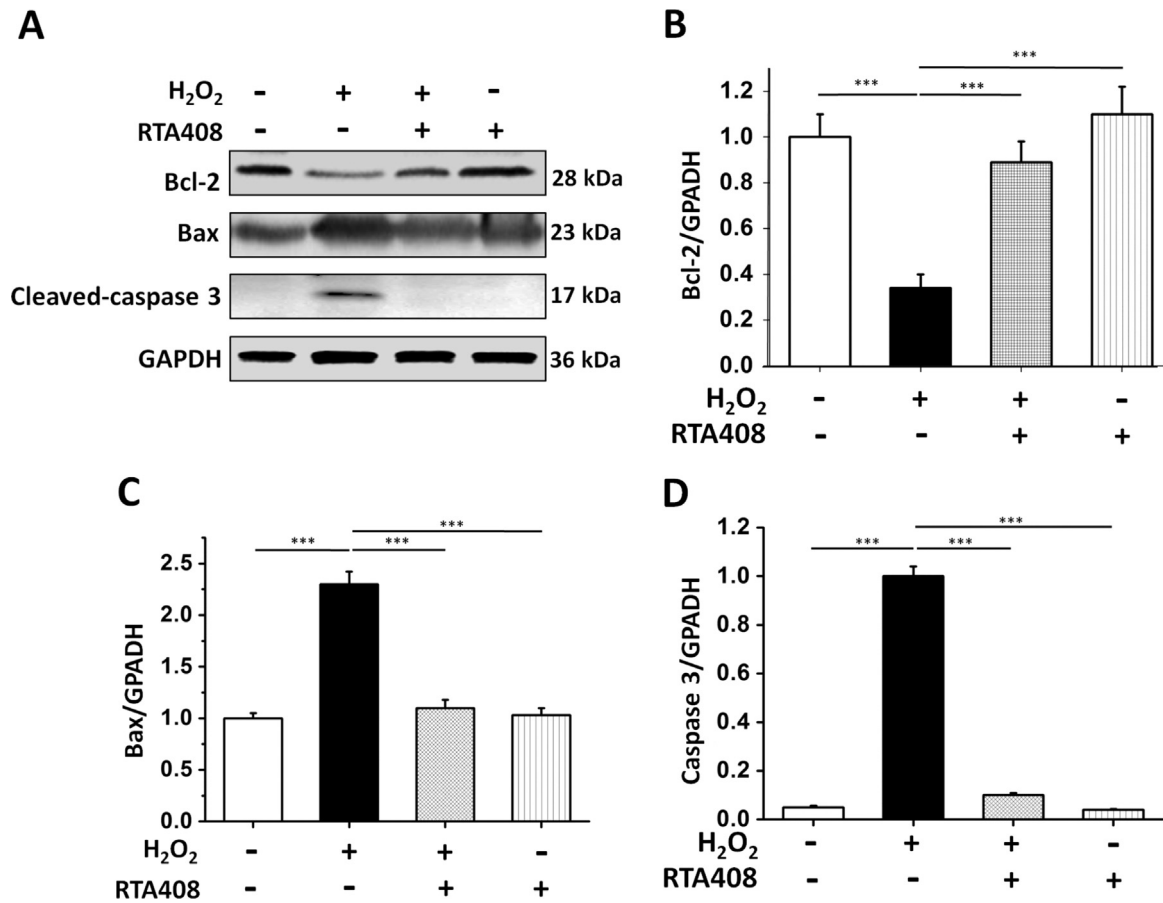 A
H₂O₂ - + + -
RTA408 - - + +
Bcl-2 28 kDa
Bax 23 kDa
Cleaved-caspase 3 17 kDa
GAPDH 36 kDa
B
***
*** ***
1.2
1.0
0.8
0.6
0.4
0.2
0.0
Bcl-2/GPADH
H₂O₂ - + + -
RTA408 - - + +
C
***
*** ***
2.5
2.0
1.5
1.0
0.5
0.0
Bax/GPADH
H₂O₂ - + + -
RTA408 - - + +
D
1.2
***
*** ***
1.0
0.8
0.6
0.4
0.2
0.0
Caspase 3/GPADH
H₂O₂ - + + -
RTA408 - - + +